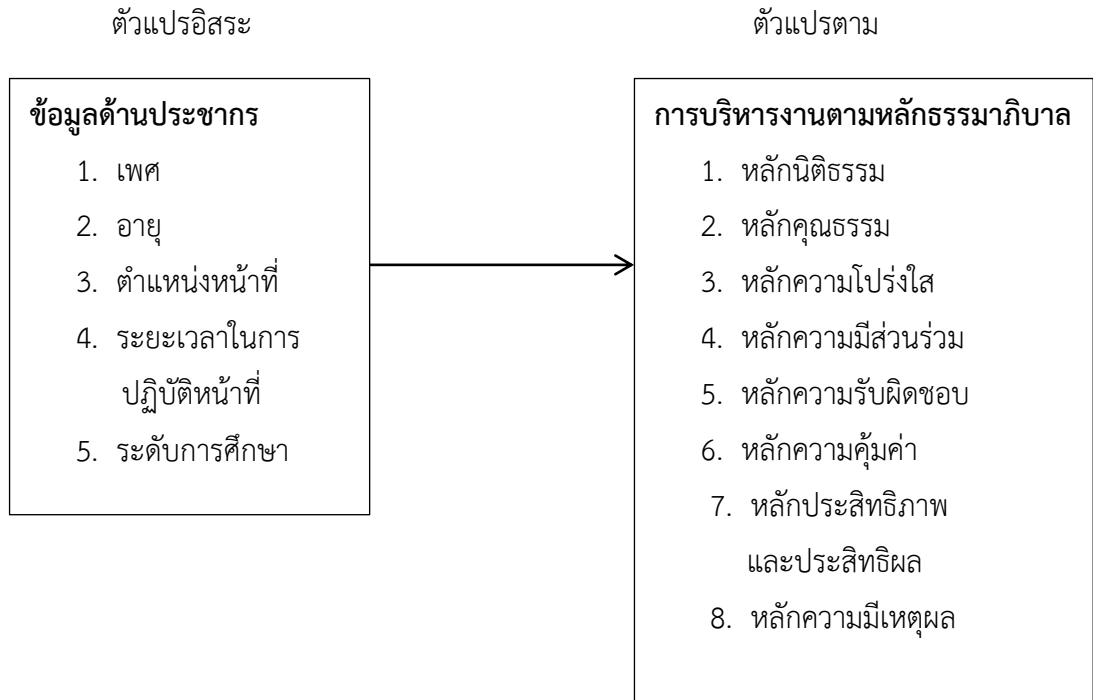 ตัวแปรอิสระ
ตัวแปรตาม
ข้อมูลด้านประชากร
1. เพศ
2. อายุ
3. ตำแหน่งหน้าที่
4. ระยะเวลาในการ
ปฏิบัติหน้าที่
5. ระดับการศึกษา
การบริหารงานตามหลักธรรมาภิบาล
1. หลักนิติธรรม
2. หลักคุณธรรม
3. หลักความโปร่งใส
4. หลักความมีส่วนร่วม
5. หลักความรับผิดชอบ
6. หลักความคุ้มค่า
7. หลักประสิทธิภาพ
และประสิทธิผล
8. หลักความมีเหตุผล